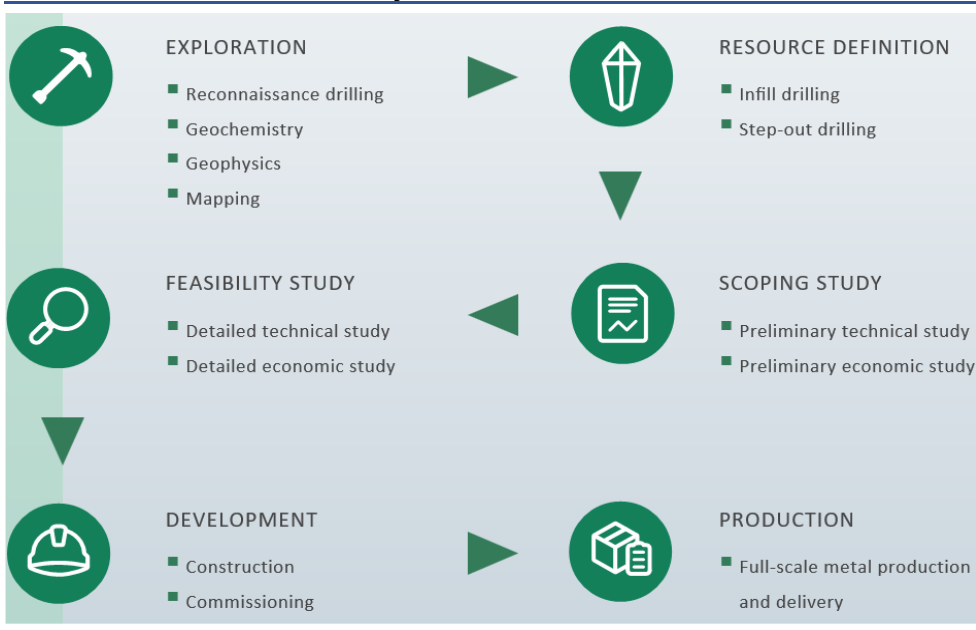 EXPLORATION
Reconnaissance drilling
Geochemistry
Geophysics
Mapping
RESOURCE DEFINITION
Infill drilling
Step-out drilling
SCOPING STUDY
Preliminary technical study
Preliminary economic study
FEASIBILITY STUDY
Detailed technical study
Detailed economic study
DEVELOPMENT
Construction
Commissioning
PRODUCTION
Full-scale metal production
and delivery